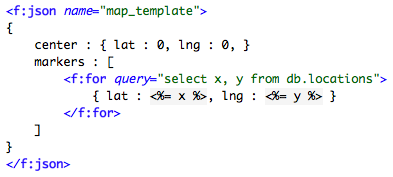 <f:json name="map_template">
{
    center : { lat : 0, lng : 0, }
    markers : [
        <f:for query="select x, y from db.locations">
            { lat : <%= x %>, lng : <%= y %> }
        </f:for>
    ]
}
</f:json>